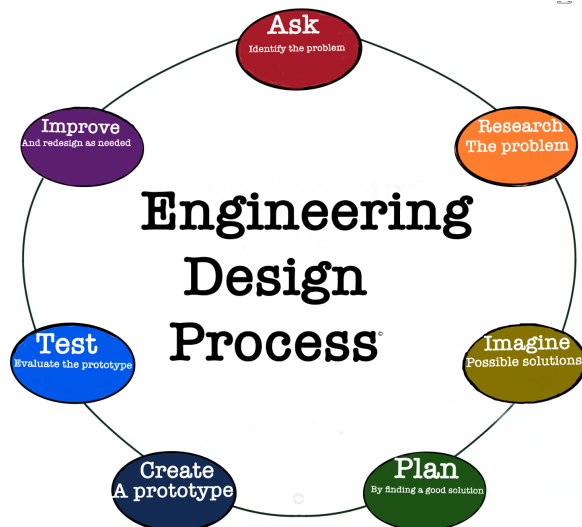 Ask
Identify the problem
Research
The problem
Imagine
Possible solutions
Plan
By finding a good solution
Create
A prototype
Test
Evaluate the prototype
Improve
And redesign as needed
Engineering
Design
Process©